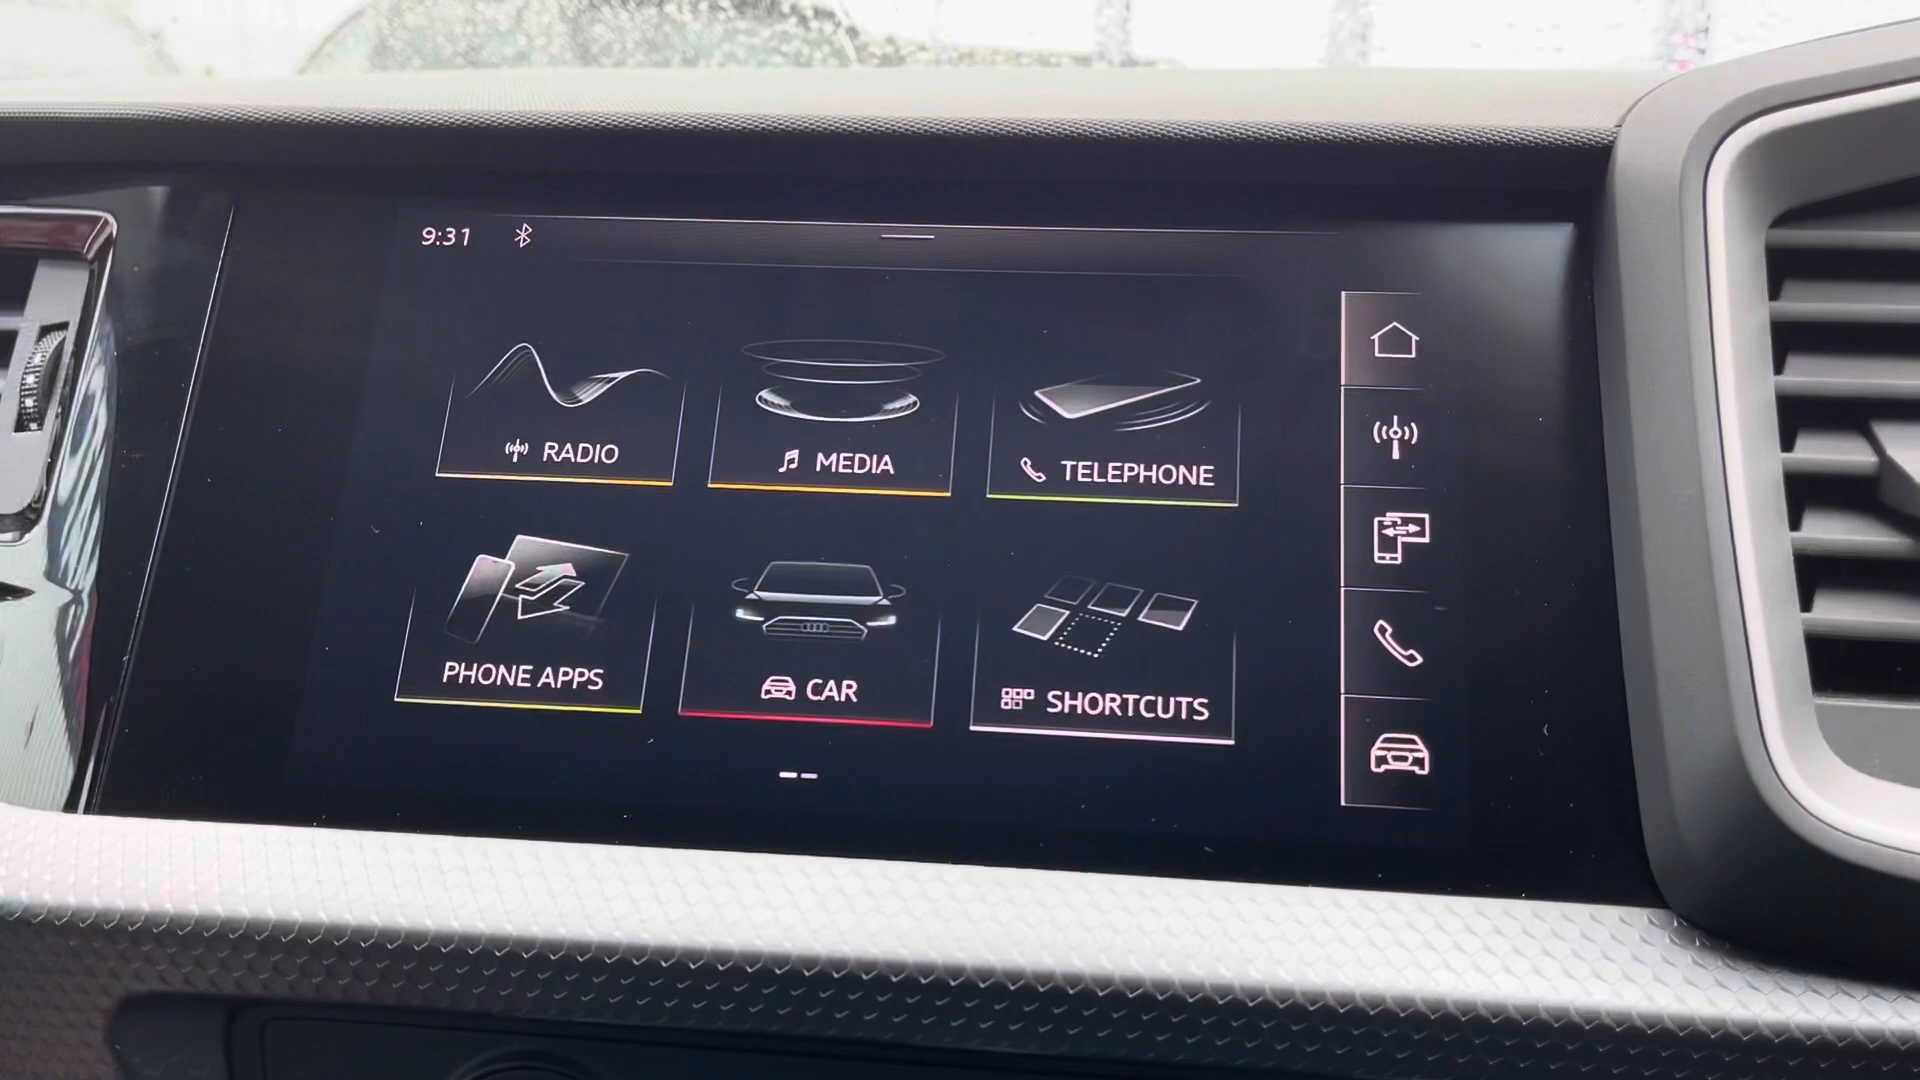 9:31
RADIO
MEDIA
TELEPHONE
PHONE APPS
CAR
SHORTCUTS